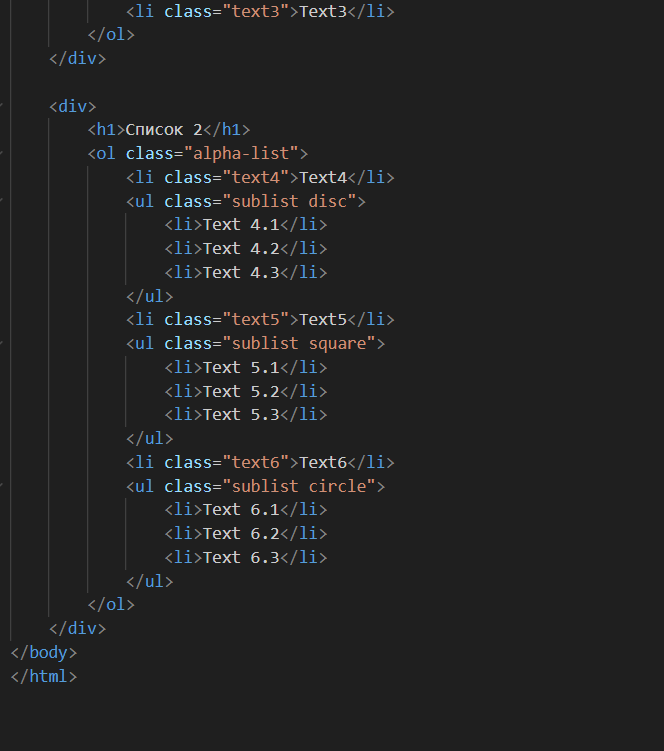 <li class="text3">Text3</li>
</ol>
</div>
<div>
<h1>Список 2</h1>
<ol class="alpha-list">
<li class="text4">Text4</li>
<ul class="sublist disc">
<li>Text 4.1</li>
<li>Text 4.2</li>
<li>Text 4.3</li>
</ul>
<li class="text5">Text5</li>
<ul class="sublist square">
<li>Text 5.1</li>
<li>Text 5.2</li>
<li>Text 5.3</li>
</ul>
<li class="text6">Text6</li>
<ul class="sublist circle">
<li>Text 6.1</li>
<li>Text 6.2</li>
<li>Text 6.3</li>
</ul>
</ol>
</div>
</body>
</html>